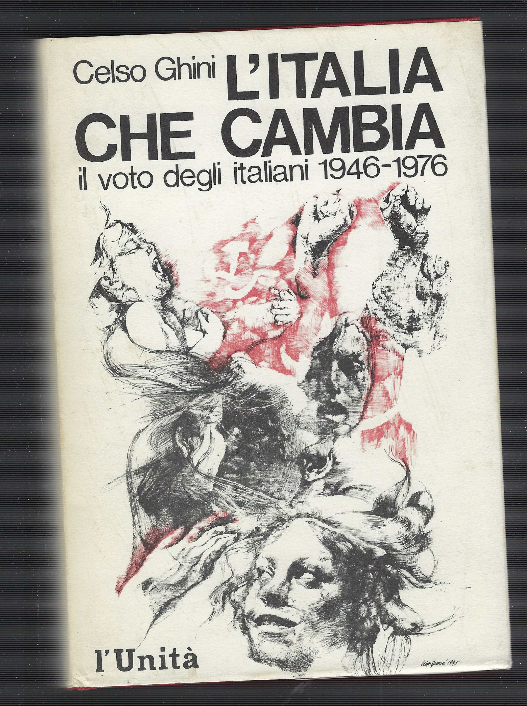 Celso Ghini L'ITALIA
CHE CAMBIA
il voto degli italiani 1946-1976
l'Unità